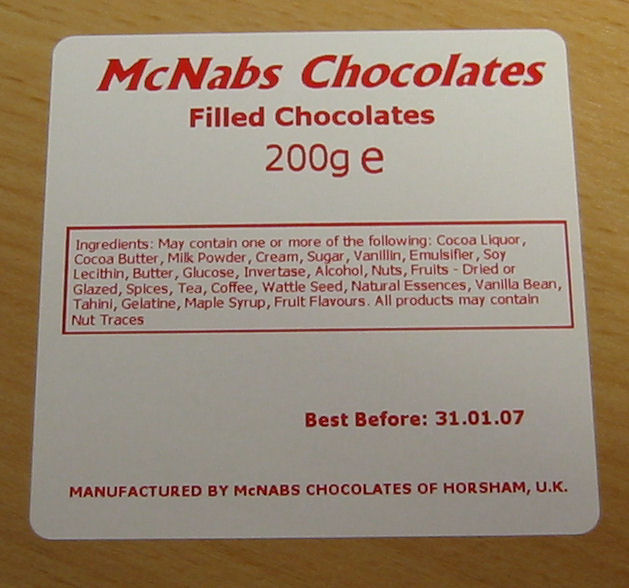 McNabs Chocolates
Filled Chocolates
200g e
Ingredients: May contain one or more of the following: Cocoa Liquor,
Cocoa Butter, Milk Powder, Cream, Sugar, Vanillin, Emulsifier, Soy
Lecithin, Butter, Glucose, Invertase, Alcohol, Nuts, Fruits - Dried or
Glazed, Spices, Tea, Coffee, Wattle Seed, Natural Essences, Vanilla Bean,
Tahini, Gelatine, Maple Syrup, Fruit Flavours. All products may contain
Nut Traces
Best Before: 31.01.07
MANUFACTURED BY McNABS CHOCOLATES OF HORSHAM, U.K.